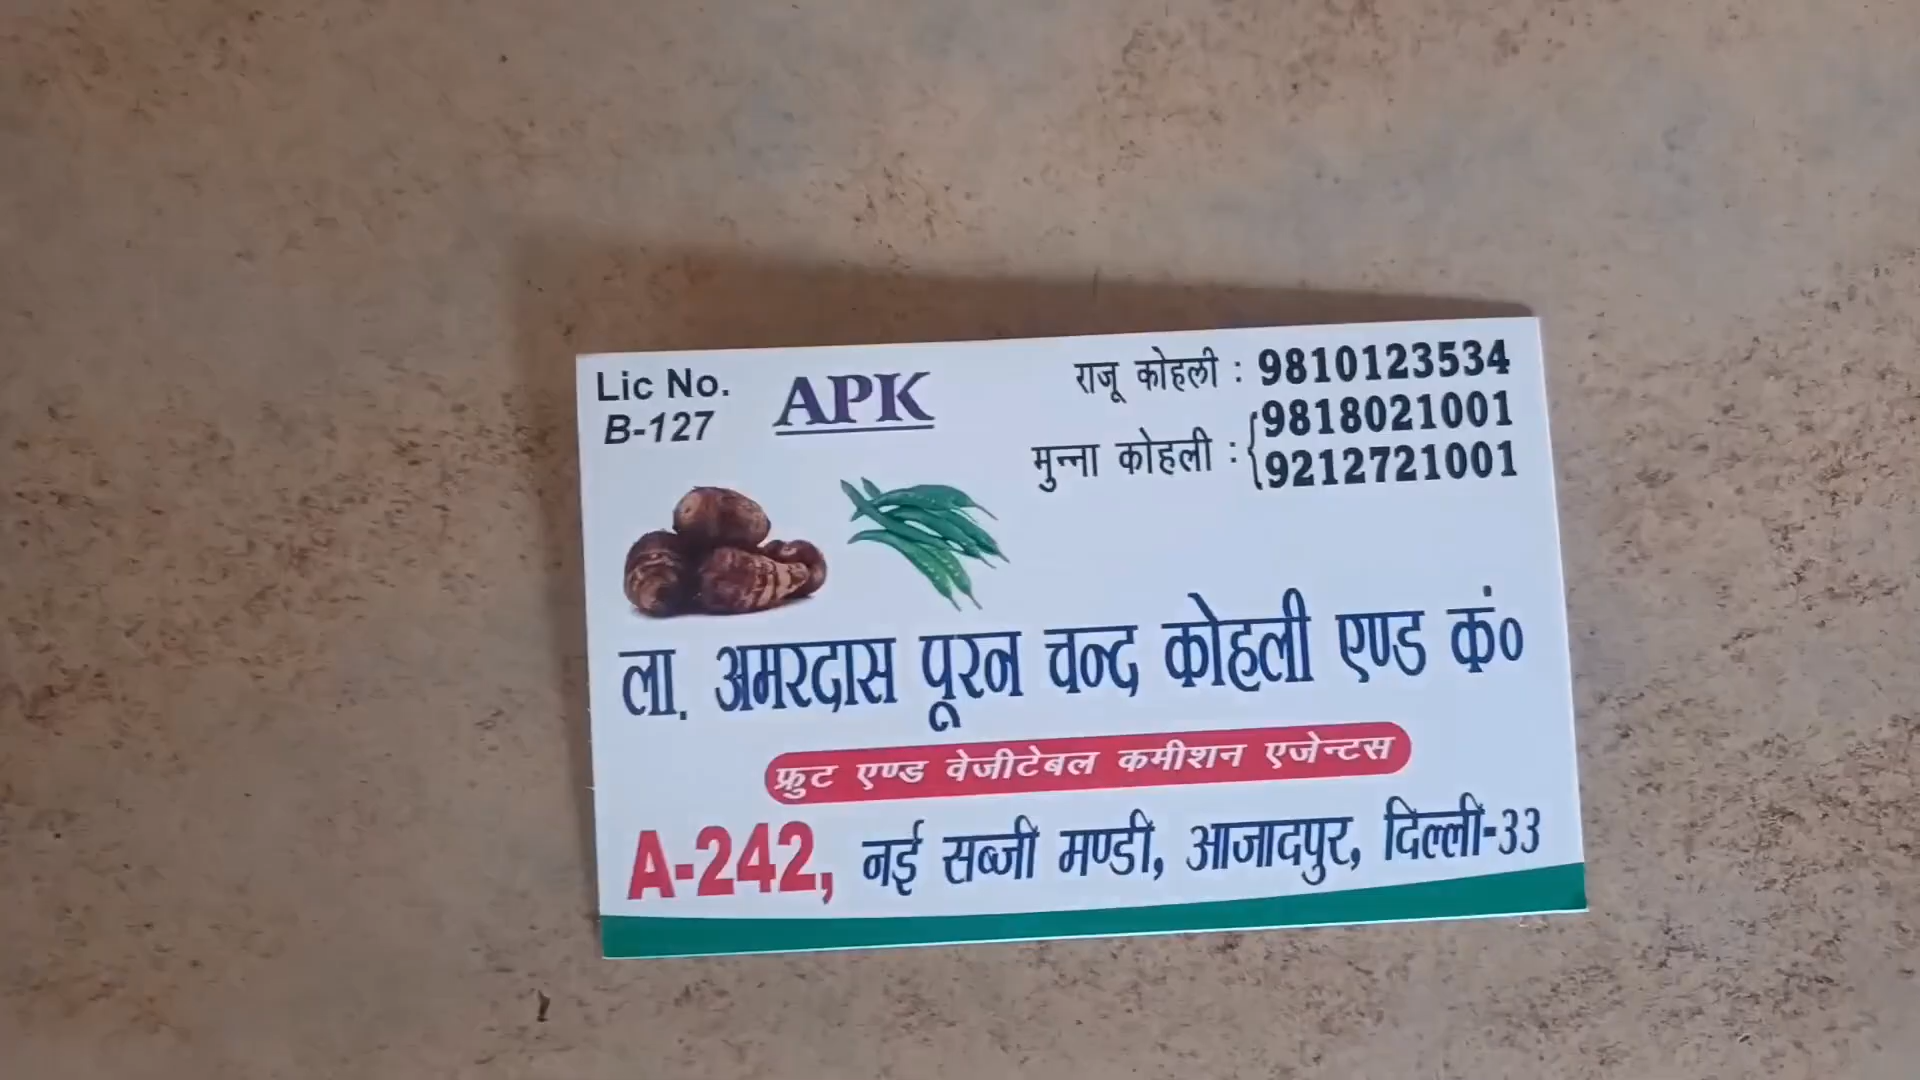 Lic No.
B-127
APK
राजू कोहली : 9810123534
मुन्ना कोहली : { 9818021001
9212721001
ला. अमरदास पूरन चन्द कोहली एण्ड कं०
फ्रुट एण्ड वेजीटेबल कमीशन एजेन्टस
A-242, नई सब्जी मण्डी, आजादपुर, दिल्ली-33